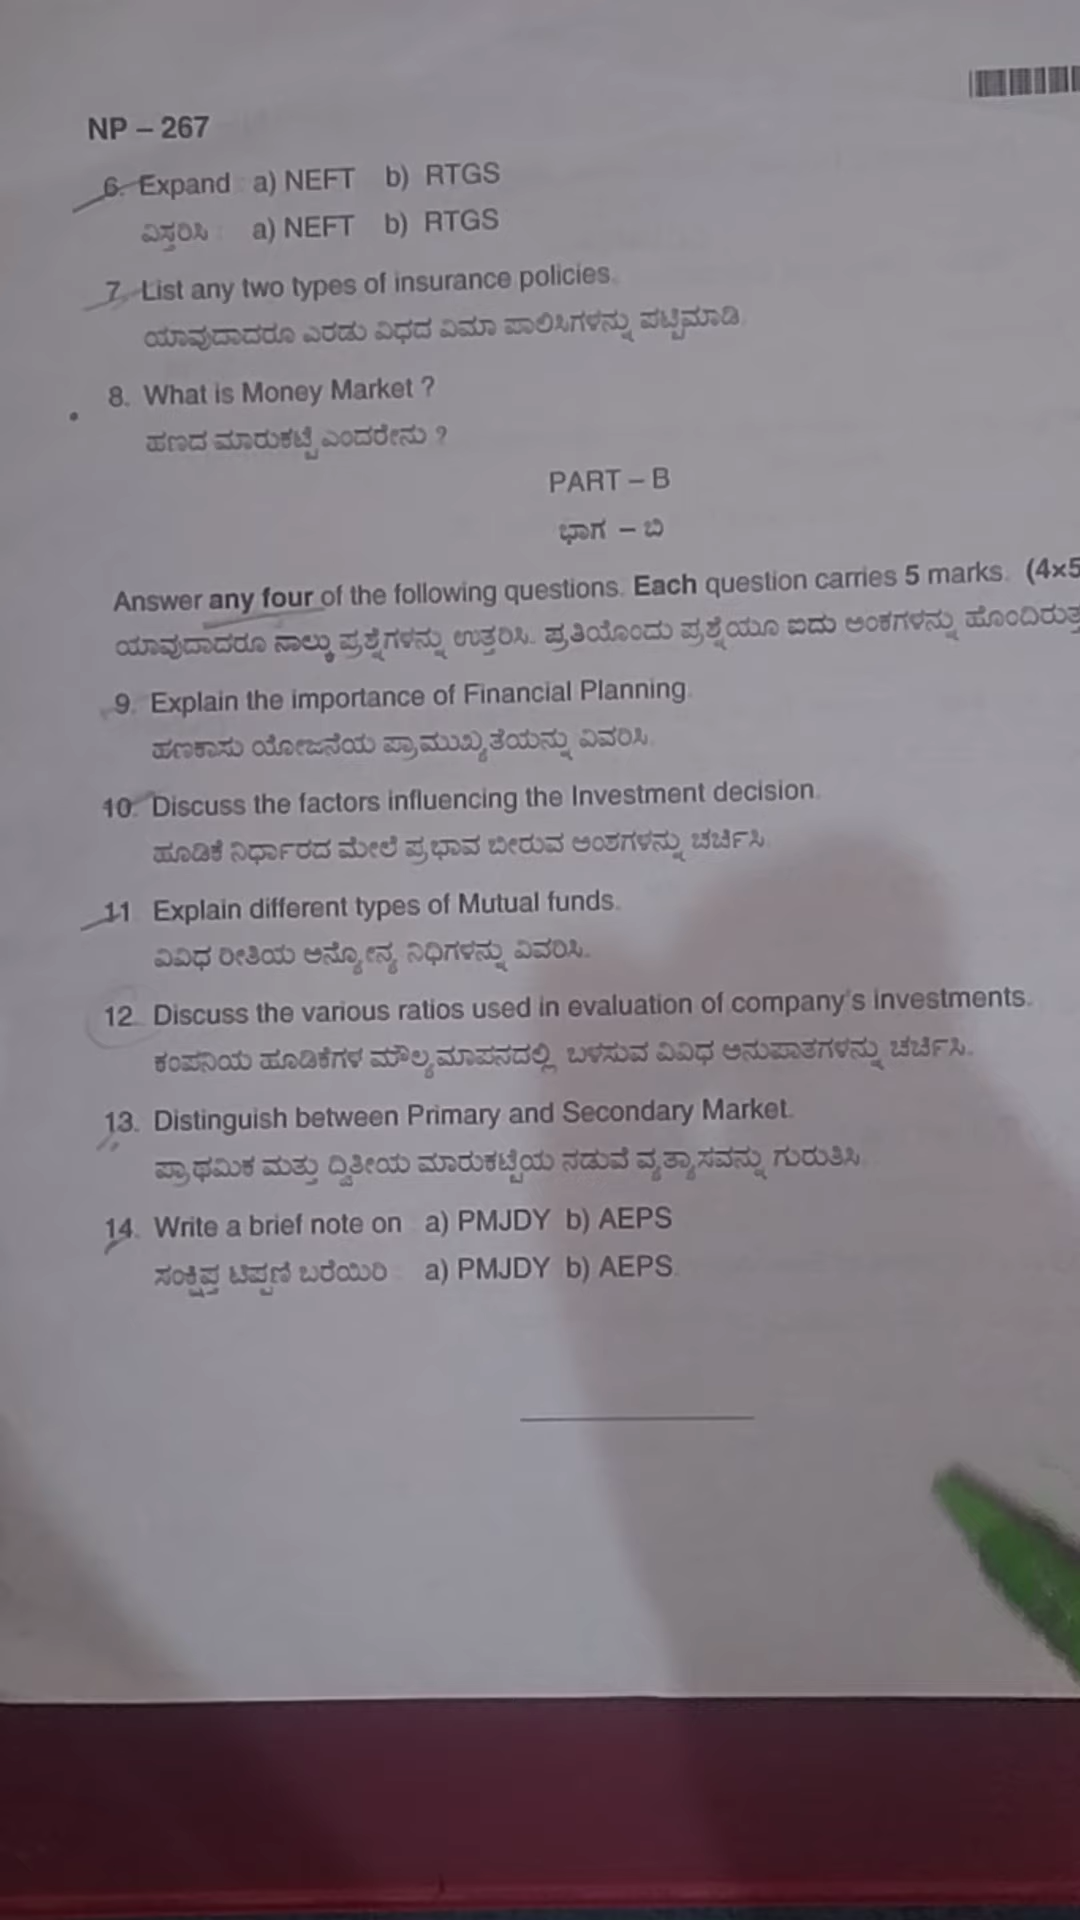 NP – 267
6. Expand : a) NEFT b) RTGS
ವಿಸ್ತರಿಸಿ : a) NEFT b) RTGS
7. List any two types of insurance policies.
ಯಾವುದಾದರೂ ಎರಡು ವಿಧದ ವಿಮಾ ಪಾಲಿಸಿಗಳನ್ನು ಪಟ್ಟಿಮಾಡಿ.
8. What is Money Market ?
ಹಣದ ಮಾರುಕಟ್ಟೆ ಎಂದರೇನು ?
PART – B
ಭಾಗ – ಬಿ
Answer any four of the following questions. Each question carries 5 marks. (4×5
ಯಾವುದಾದರೂ ನಾಲ್ಕು ಪ್ರಶ್ನೆಗಳನ್ನು ಉತ್ತರಿಸಿ. ಪ್ರತಿಯೊಂದು ಪ್ರಶ್ನೆಯೂ ಐದು ಅಂಕಗಳನ್ನು
9. Explain the importance of Financial Planning.
ಹಣಕಾಸು ಯೋಜನೆಯ ಪ್ರಾಮುಖ್ಯತೆಯನ್ನು ವಿವರಿಸಿ.
10. Discuss the factors influencing the Investment decision.
ಹೂಡಿಕೆ ನಿರ್ಧಾರದ ಮೇಲೆ ಪ್ರಭಾವ ಬೀರುವ ಅಂಶಗಳನ್ನು ಚರ್ಚಿಸಿ.
11. Explain different types of Mutual funds.
ವಿವಿಧ ರೀತಿಯ ಅನ್ಯೋನ್ಯ ನಿಧಿಗಳನ್ನು ವಿವರಿಸಿ.
12. Discuss the various ratios used in evaluation of company's investments.
ಕಂಪನಿಯ ಹೂಡಿಕೆಗಳ ಮೌಲ್ಯಮಾಪನದಲ್ಲಿ ಬಳಸುವ ವಿವಿಧ ಅನುಪಾತಗಳನ್ನು ಚರ್ಚಿಸಿ.
13. Distinguish between Primary and Secondary Market.
ಪ್ರಾಥಮಿಕ ಮತ್ತು ದ್ವಿತೀಯ ಮಾರುಕಟ್ಟೆಯ ನಡುವೆ ವ್ಯತ್ಯಾಸವನ್ನು ಗುರುತಿಸಿ.
14. Write a brief note on : a) PMJDY b) AEPS
ಸಂಕ್ಷಿಪ್ತ ಟಿಪ್ಪಣಿ ಬರೆಯಿರಿ : a) PMJDY b) AEPS.